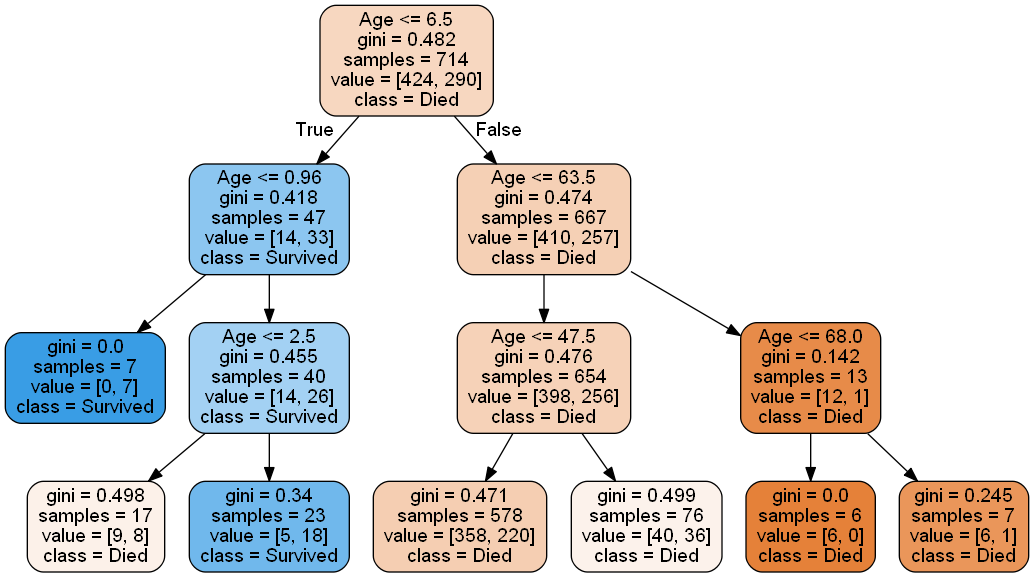 Age <= 6.5
gini = 0.482
samples = 714
value = [424, 290]
class = Died
True
False
Age <= 0.96
gini = 0.418
samples = 47
value = [14, 33]
class = Survived
Age <= 63.5
gini = 0.474
samples = 667
value = [410, 257]
class = Died
gini = 0.0
samples = 7
value = [0, 7]
class = Survived
Age <= 2.5
gini = 0.455
samples = 40
value = [14, 26]
class = Survived
Age <= 47.5
gini = 0.476
samples = 654
value = [398, 256]
class = Died
Age <= 68.0
gini = 0.142
samples = 13
value = [12, 1]
class = Died
gini = 0.498
samples = 17
value = [9, 8]
class = Died
gini = 0.34
samples = 23
value = [5, 18]
class = Survived
gini = 0.471
samples = 578
value = [358, 220]
class = Died
gini = 0.499
samples = 76
value = [40, 36]
class = Died
gini = 0.0
samples = 6
value = [6, 0]
class = Died
gini = 0.245
samples = 7
value = [6, 1]
class = Died